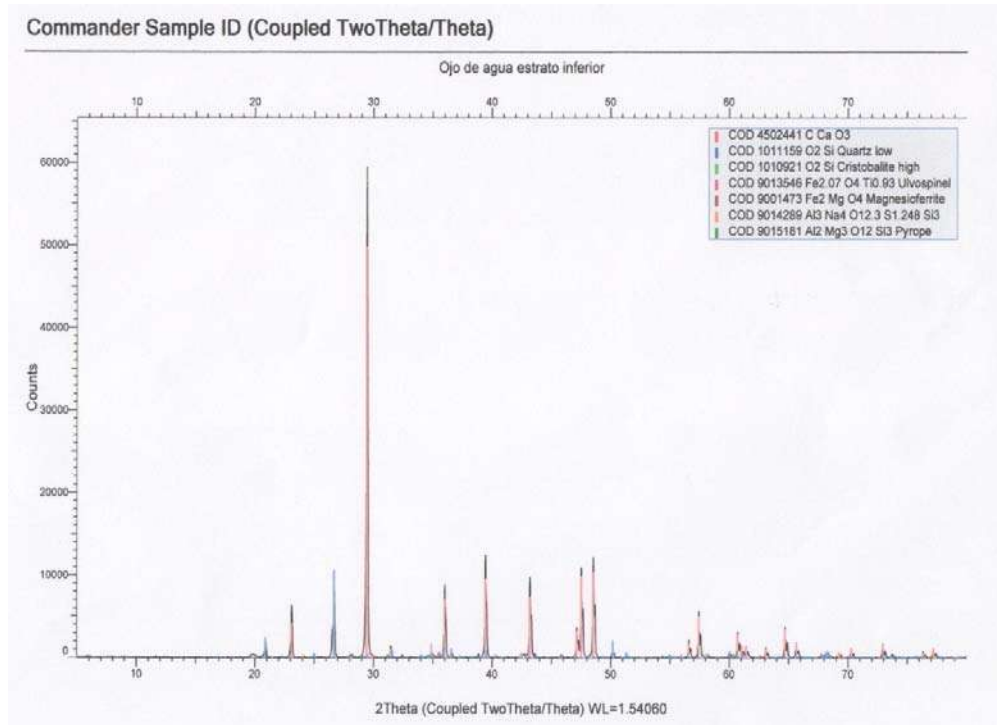 Commander Sample ID (Coupled TwoTheta/Theta)
Ojo de agua estrato inferior
10 20 30 40 50 60 70
COD 4502441 C Ca O3
COD 1011159 O2 Si Quartz low
COD 1010921 O2 Si Cristobalite high
COD 9013546 Fe2.07 O4 Ti0.93 Ulvospinel
COD 9001473 Fe2 Mg O4 Magnesioferrite
COD 9014289 Al3 Na4 O12.3 S1.248 Si3
COD 9015181 Al2 Mg3 O12 Si3 Pyrope
60000
50000
40000
Counts
30000
20000
10000
0
10 20 30 40 50 60 70
2Theta (Coupled TwoTheta/Theta) WL=1.54060